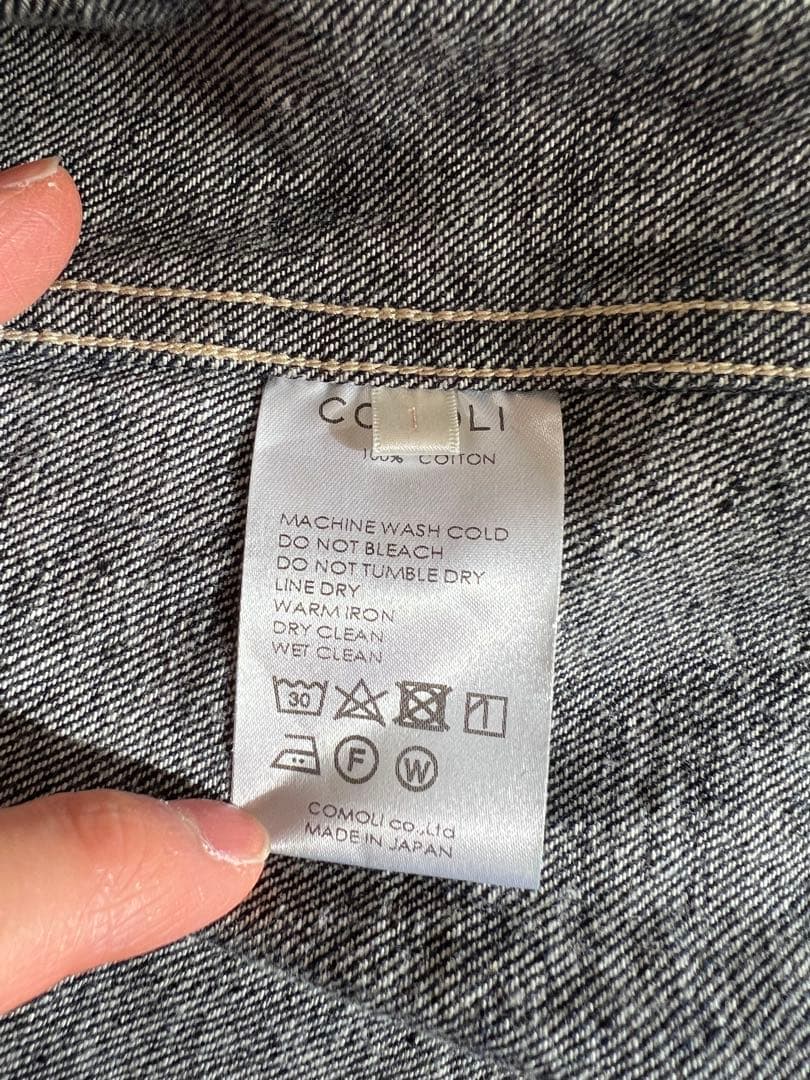 COMOLI
1
100% COTTON
MACHINE WASH COLD
DO NOT BLEACH
DO NOT TUMBLE DRY
LINE DRY
WARM IRON
DRY CLEAN
WET CLEAN
30
F W
COMOLI co.,Ltd
MADE IN JAPAN